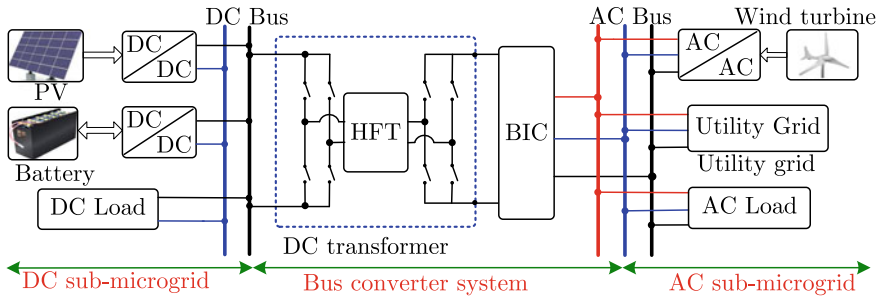 DC Bus
AC Bus
Wind turbine
DC
DC
PV
AC
AC
DC
DC
HFT
BIC
Utility Grid
Utility grid
Battery
DC Load
AC Load
DC transformer
DC sub-microgrid
Bus converter system
AC sub-microgrid